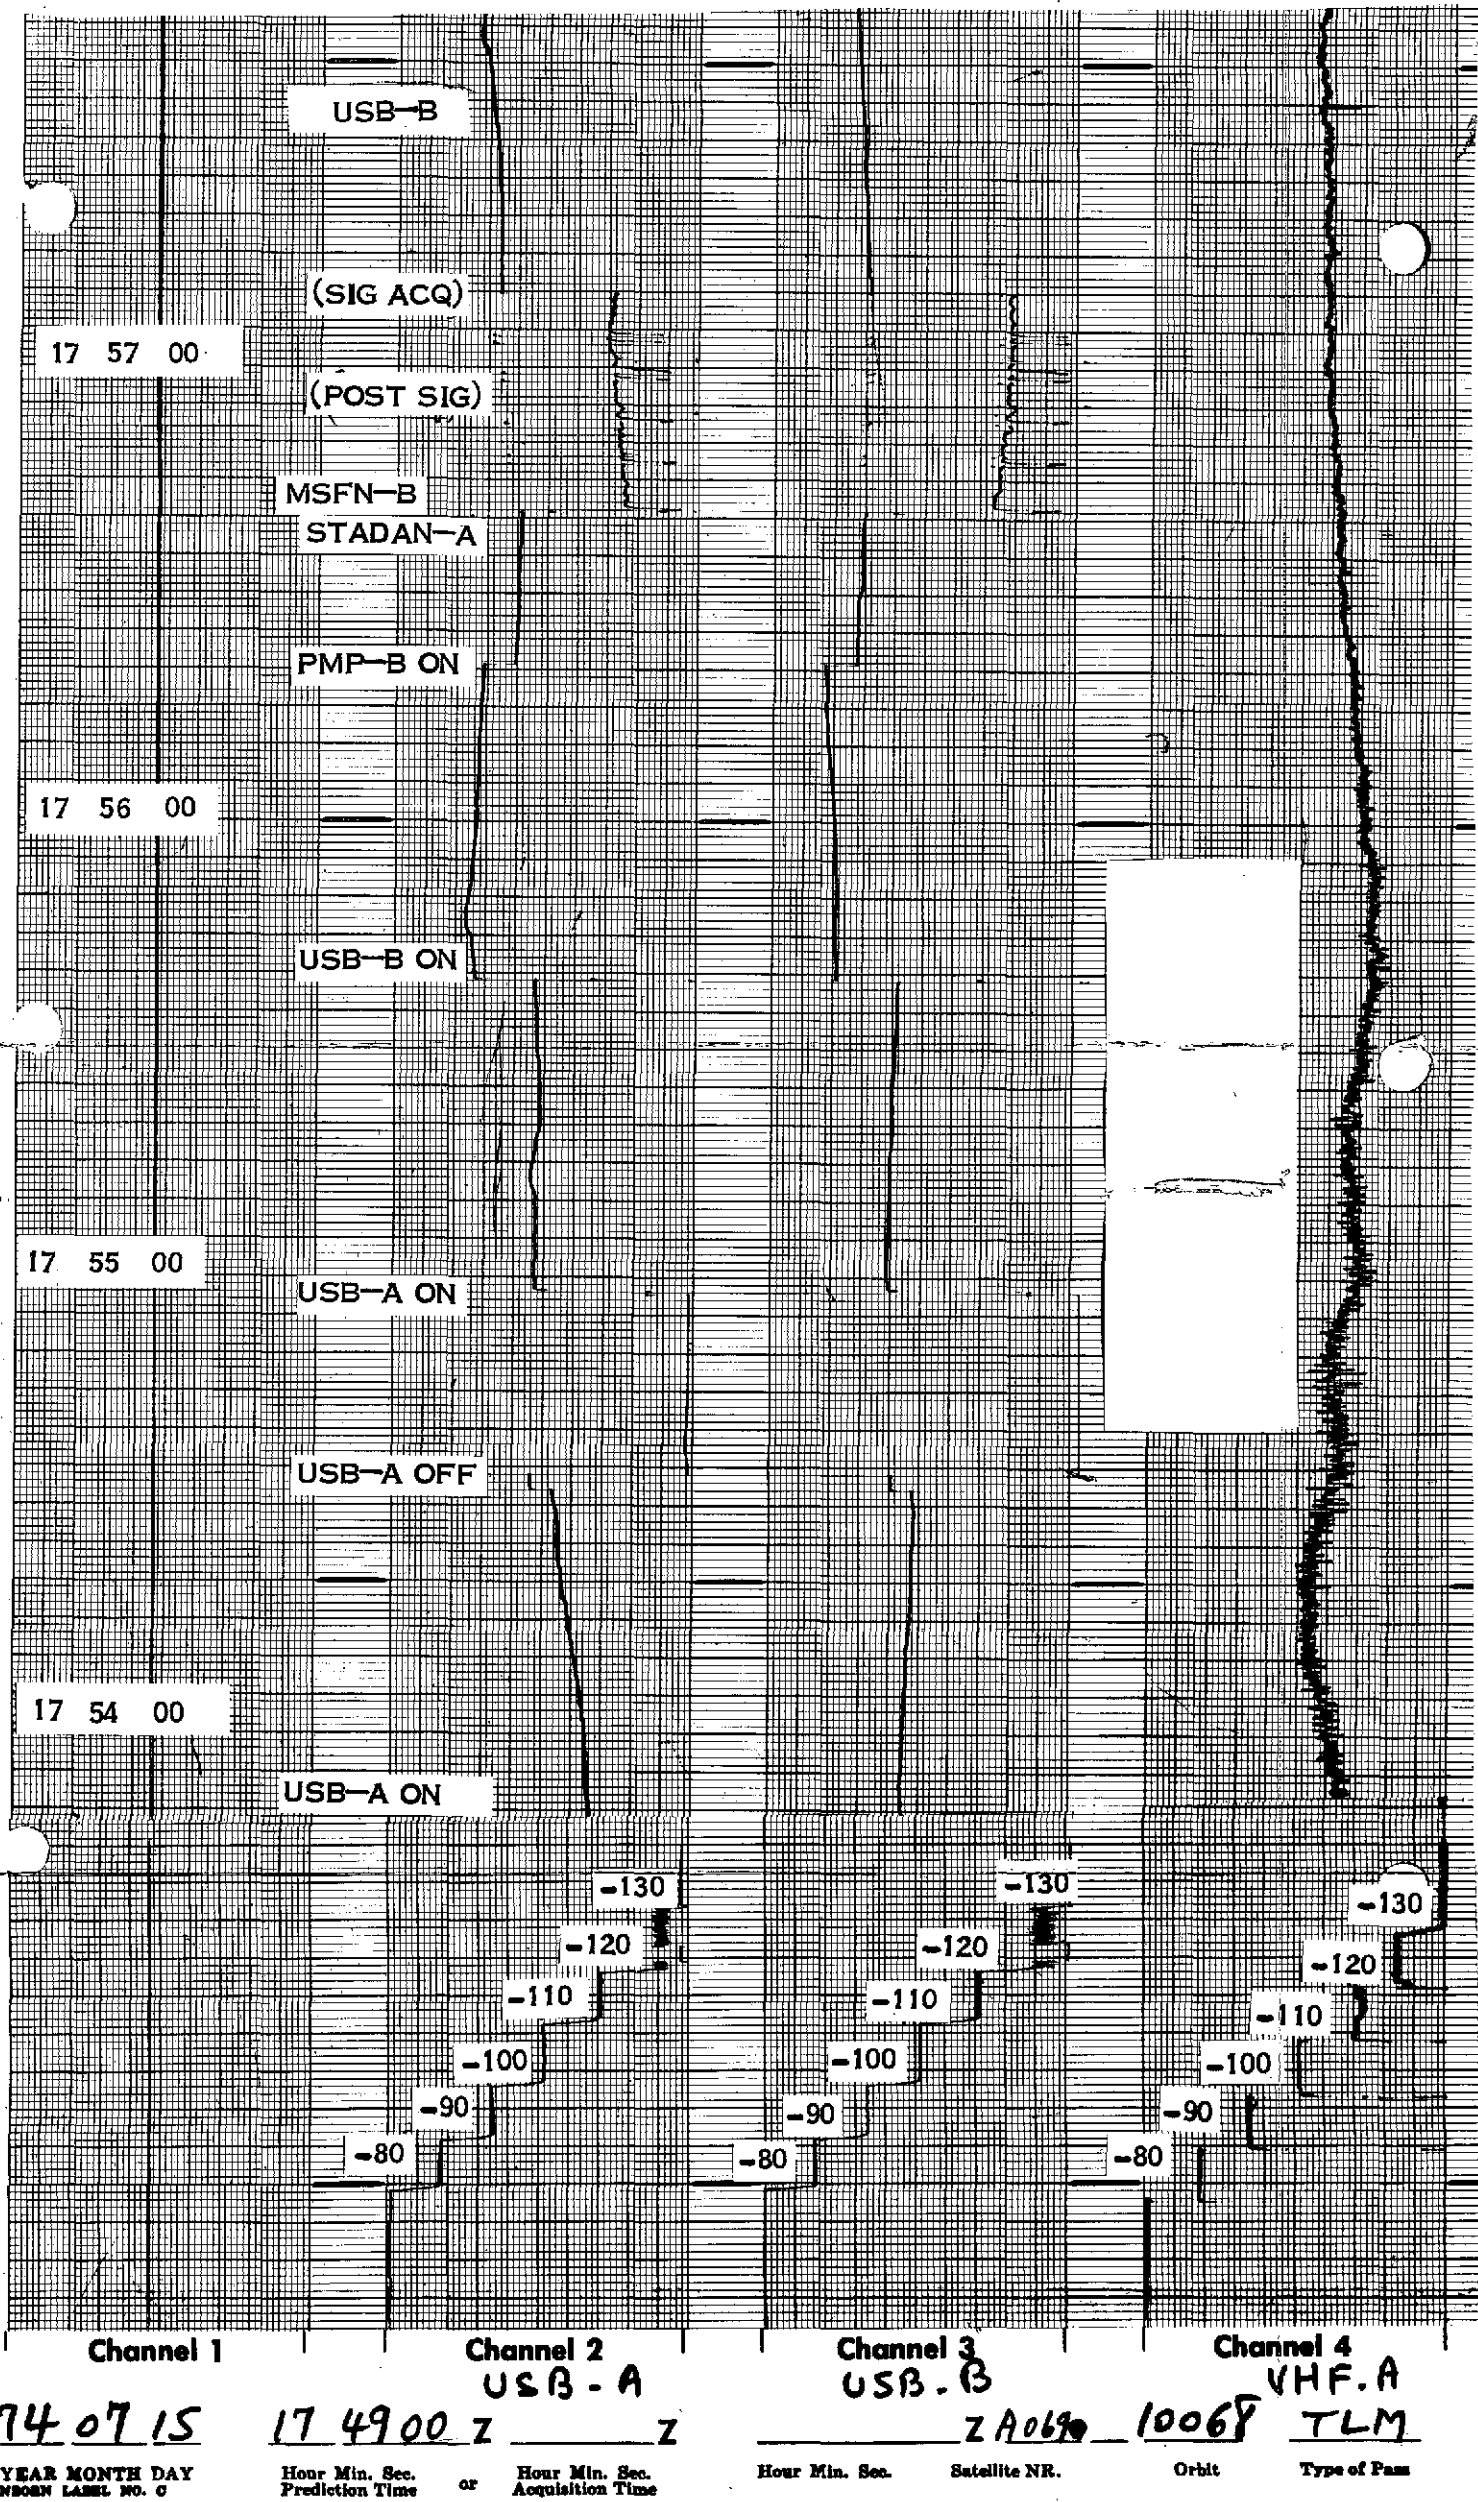 USB-B
(SIG ACQ)
17 57 00
(POST SIG)
MSFN-B
STADAN-A
PMP-B ON
17 56 00
USB-B ON
17 55 00
USB-A ON
USB-A OFF
17 54 00
USB-A ON
-130 -130 -130
-120 -120 -120
-110 -110 -110
-100 -100 -100
-90 -90 -90
-80 -80 -80
Channel 1 Channel 2 Channel 3 Channel 4
USB-A USB-B VHF.A
74 07 15 17 49 00 Z Z Z 10068 TLM
YEAR MONTH DAY Hour Min. Sec. or Hour Min. Sec. Hour Min. Sec. Satellite NR. Orbit Type of Pass
LABEL NO. C Prediction Time Acquisition Time